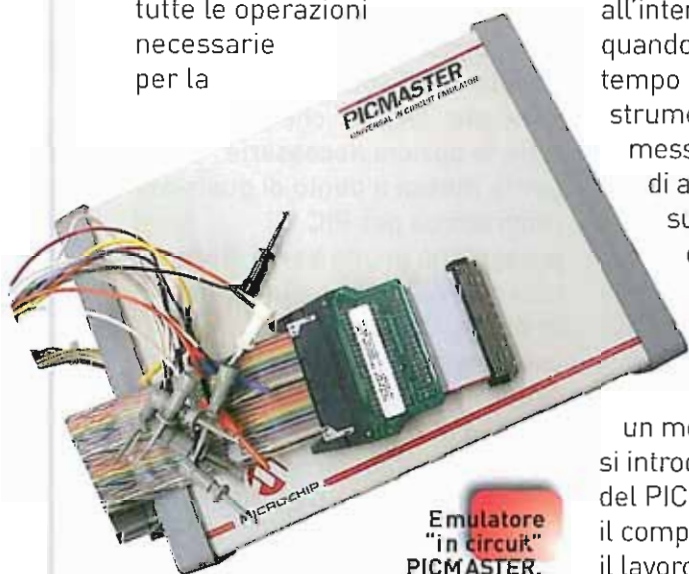 tutte le operazioni
necessarie
per la
PICMASTER
UNIVERSAL IN CIRCUIT EMULATOR
MICROCHIP
Emulatore
"in circuit"
PICMASTER.
all'inter
quando
tempo
strume
mess
di a
su
un mo
si introd
del PIC
il comp
il lavoro